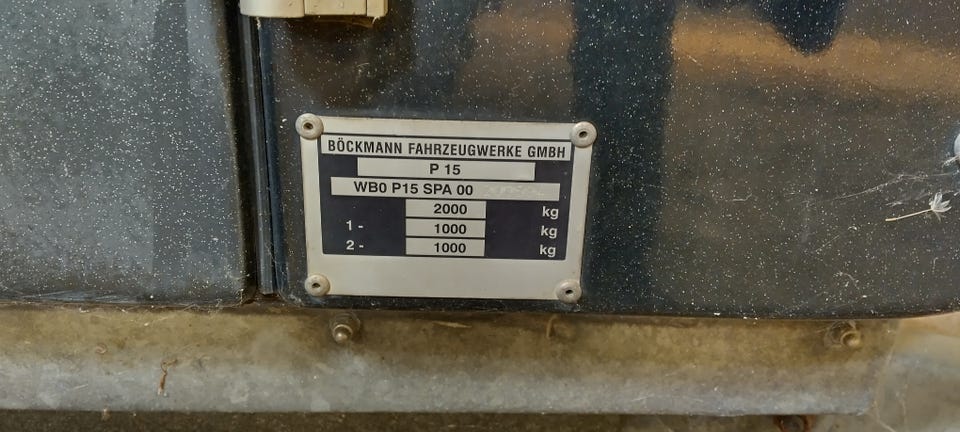 BÖCKMANN FAHRZEUGWERKE GMBH
P 15
WB0 P15 SPA 00
2000 kg
1 - 1000 kg
2 - 1000 kg